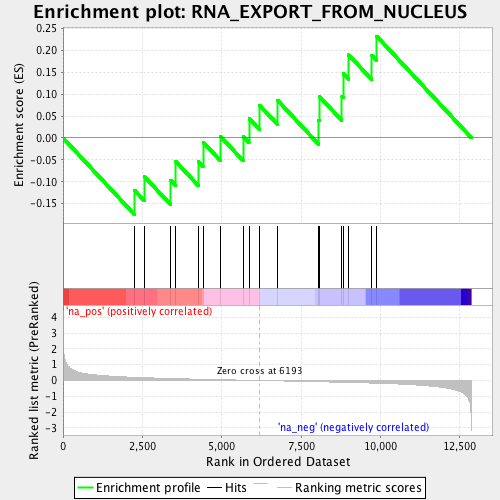 Enrichment plot: RNA_EXPORT_FROM_NUCLEUS
Enrichment score (ES)
0.25
0.20
0.15
0.10
0.05
0.00
-0.05
-0.10
-0.15
'na_pos' (positively correlated)
Ranked list metric (PreRanked)
4
3
2
1
0
-1
-2
-3
Zero cross at 6193
'na_neg' (negatively correlated)
0 2,500 5,000 7,500 10,000 12,500
Rank in Ordered Dataset
Enrichment profile Hits Ranking metric scores